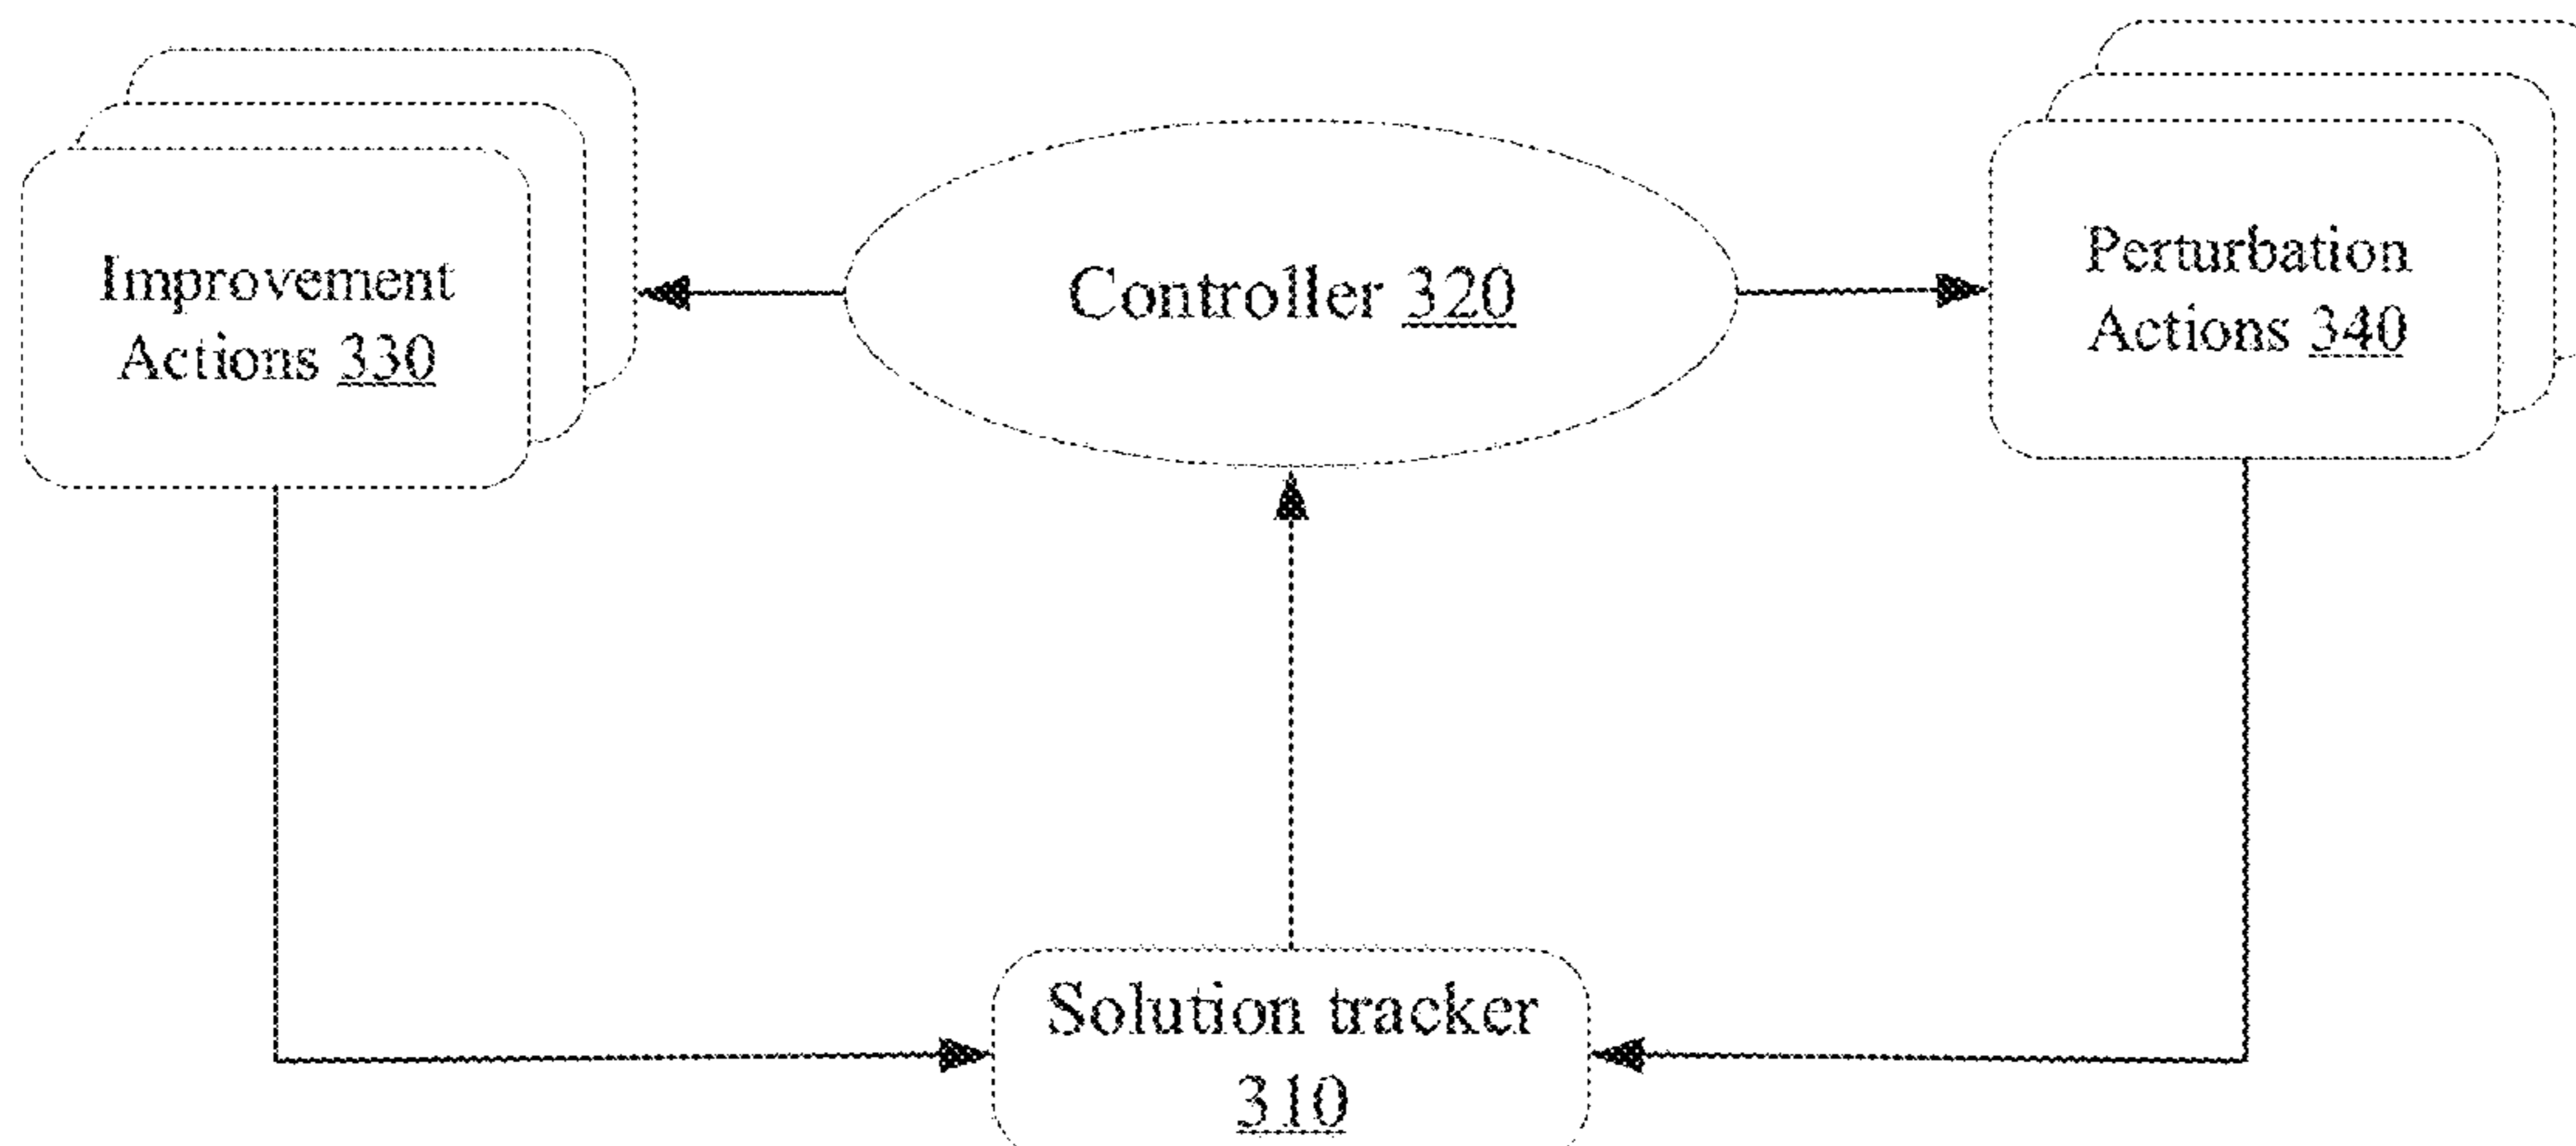 Improvement
Actions 330
Controller 320
Perturbation
Actions 340
Solution tracker
310